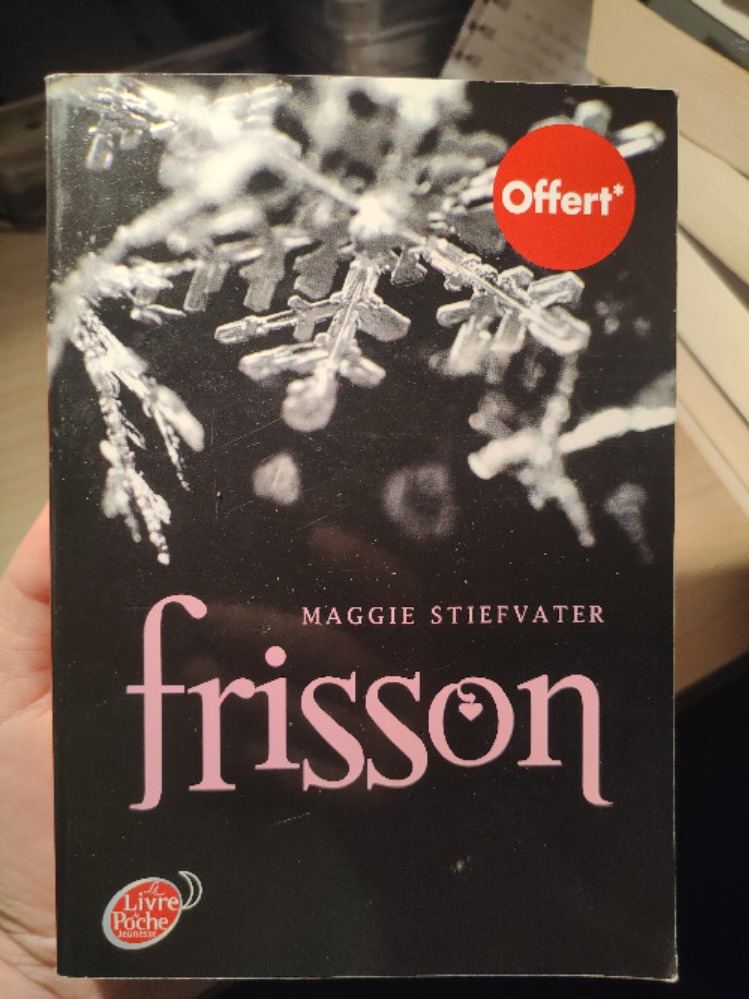 Offert*
MAGGIE STIEFVATER
frisson
Le
Livre
de
Poche
JEUNESSE